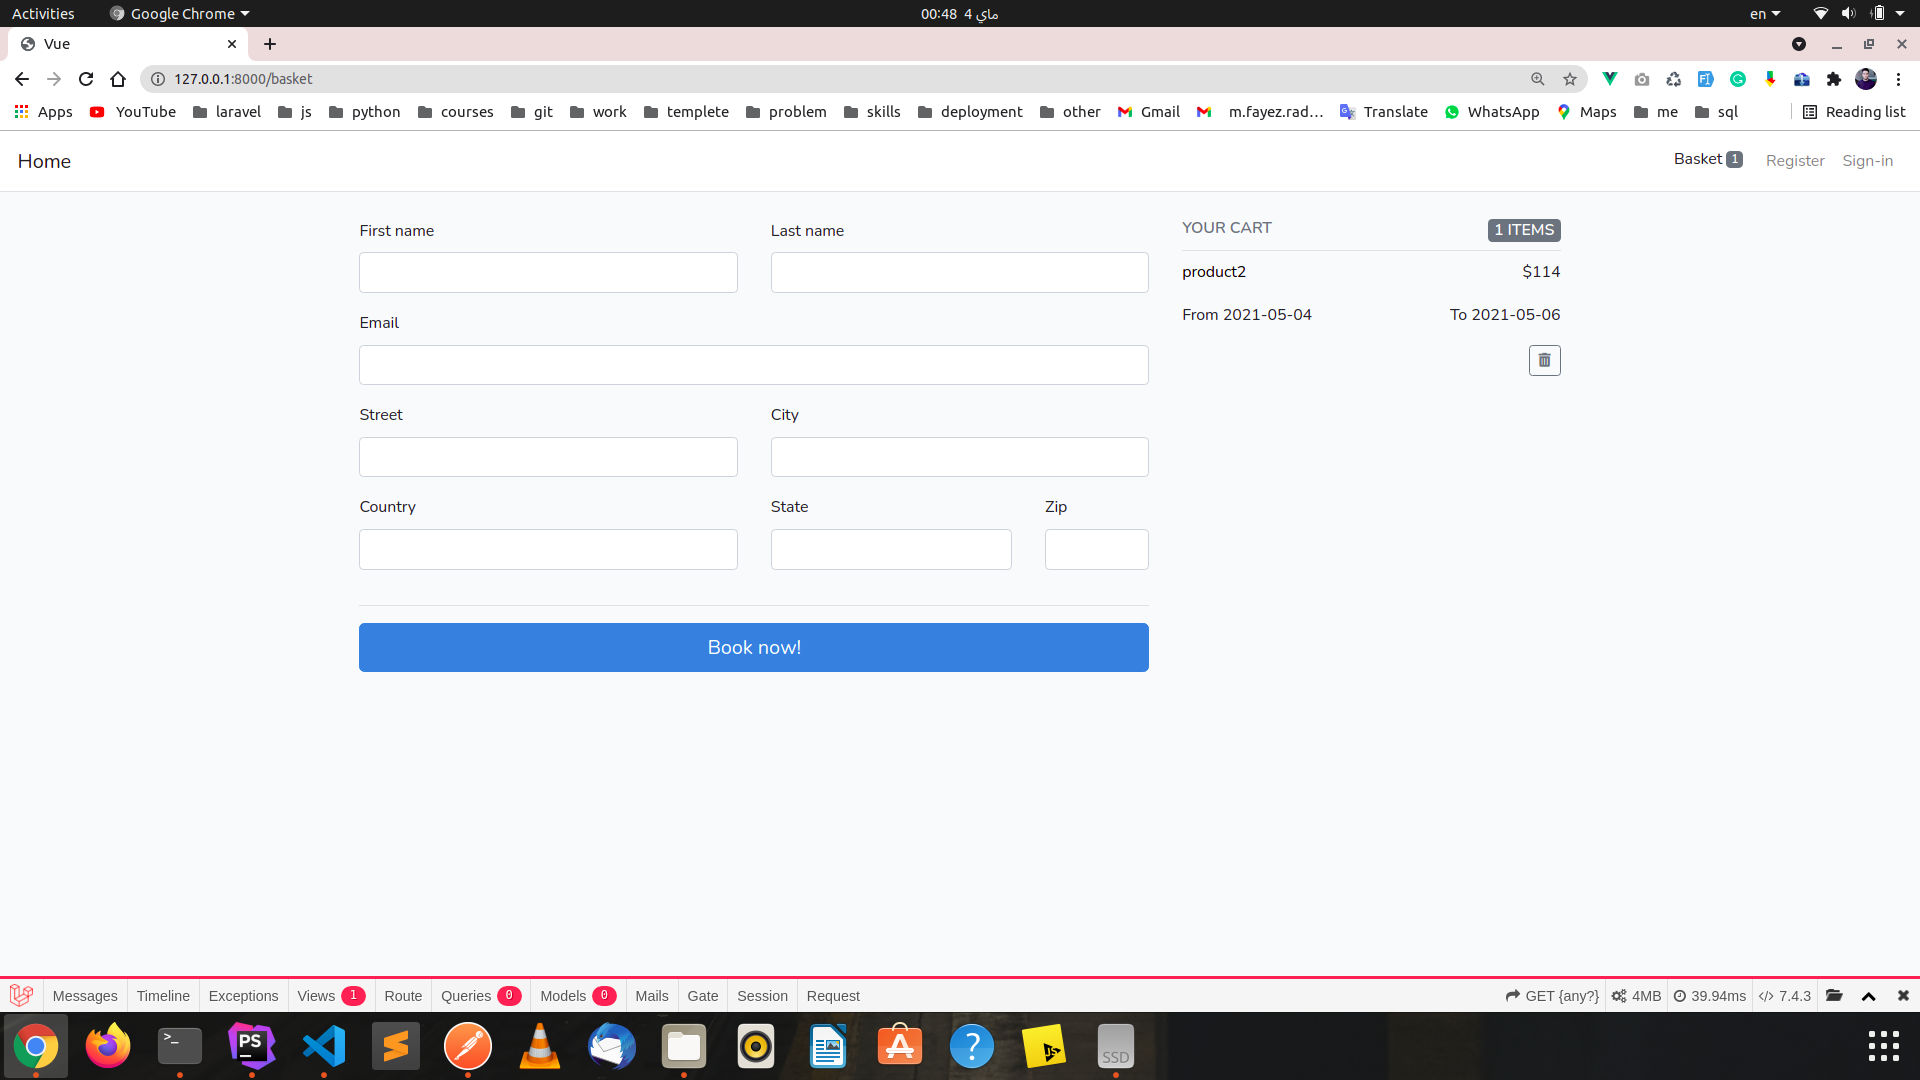 Activities Google Chrome 00:48 4 ماي en
Vue
127.0.0.1:8000/basket
Apps YouTube laravel js python courses git work templete problem skills deployment other Gmail m.fayez.rad... Translate WhatsApp Maps me sql Reading list
Home Basket 1 Register Sign-in
First name Last name YOUR CART 1 ITEMS
product2 $114
From 2021-05-04 To 2021-05-06
Email
Street City
Country State Zip
Book now!
Messages Timeline Exceptions Views 1 Route Queries 0 Models 0 Mails Gate Session Request GET {any?} 4MB 39.94ms 7.4.3
>_ PS ? JS SSD